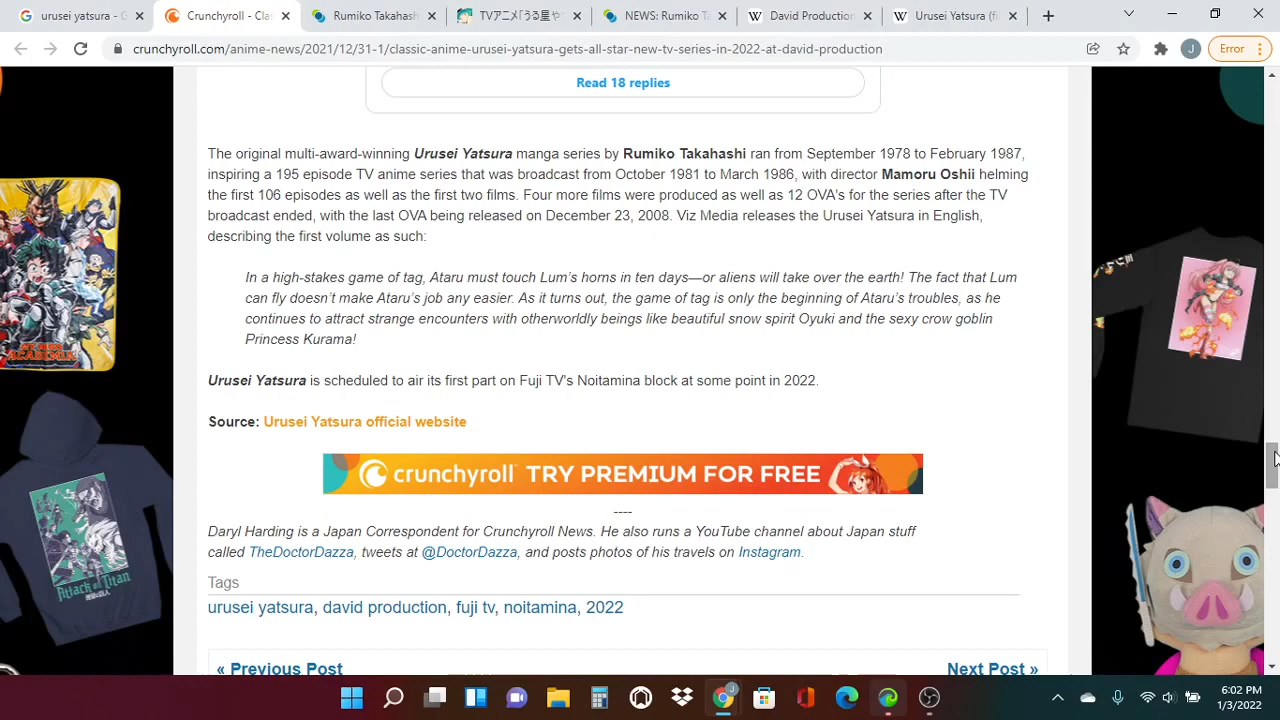 urusei yatsura - G
Crunchyroll - Clas
Rumiko Takahash
TVアニメ「うる星や
NEWS: Rumiko Ta
David Production
Urusei Yatsura (fi
crunchyroll.com/anime-news/2021/12/31-1/classic-anime-urusei-yatsura-gets-all-star-new-tv-series-in-2022-at-david-production
J
Error
Read 18 replies
The original multi-award-winning Urusei Yatsura manga series by Rumiko Takahashi ran from September 1978 to February 1987,
inspiring a 195 episode TV anime series that was broadcast from October 1981 to March 1986, with director Mamoru Oshii helming
the first 106 episodes as well as the first two films. Four more films were produced as well as 12 OVA's for the series after the TV
broadcast ended, with the last OVA being released on December 23, 2008. Viz Media releases the Urusei Yatsura in English,
describing the first volume as such:
In a high-stakes game of tag, Ataru must touch Lum's horns in ten days—or aliens will take over the earth! The fact that Lum
can fly doesn't make Ataru's job any easier. As it turns out, the game of tag is only the beginning of Ataru's troubles, as he
continues to attract strange encounters with otherworldly beings like beautiful snow spirit Oyuki and the sexy crow goblin
Princess Kurama!
Urusei Yatsura is scheduled to air its first part on Fuji TV's Noitamina block at some point in 2022.
Source: Urusei Yatsura official website
crunchyroll TRY PREMIUM FOR FREE
----
Daryl Harding is a Japan Correspondent for Crunchyroll News. He also runs a YouTube channel about Japan stuff
called TheDoctorDazza, tweets at @DoctorDazza, and posts photos of his travels on Instagram.
Tags
urusei yatsura, david production, fuji tv, noitamina, 2022
« Previous Post
Next Post »
MY HERO
ACADEMIA
Attack on Titan
6:02 PM
1/3/2022